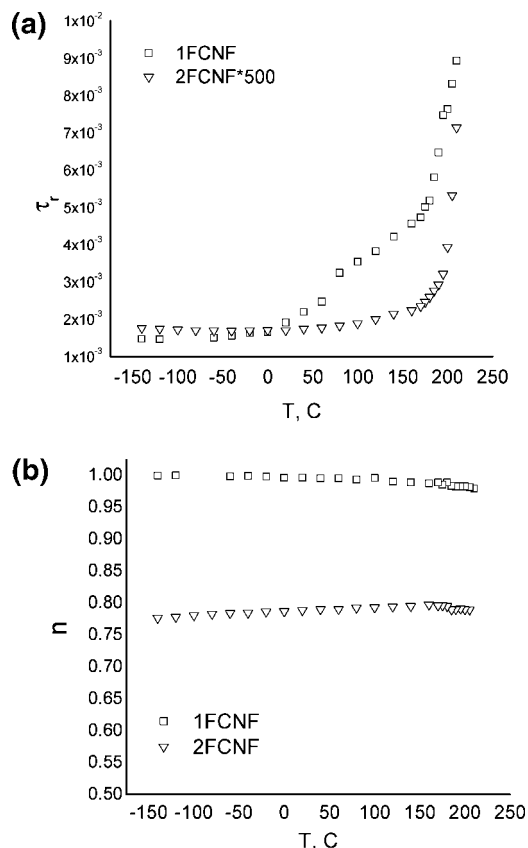 (a)
1FCNF
2FCNF*500
1x10⁻²
9x10⁻³
8x10⁻³
7x10⁻³
6x10⁻³
5x10⁻³
4x10⁻³
3x10⁻³
2x10⁻³
1x10⁻³
τr
-150 -100 -50 0 50 100 150 200 250
T, C
(b)
1.00
0.95
0.90
0.85
0.80
0.75
0.70
0.65
0.60
0.55
0.50
n
1FCNF
2FCNF
-150 -100 -50 0 50 100 150 200 250
T, C